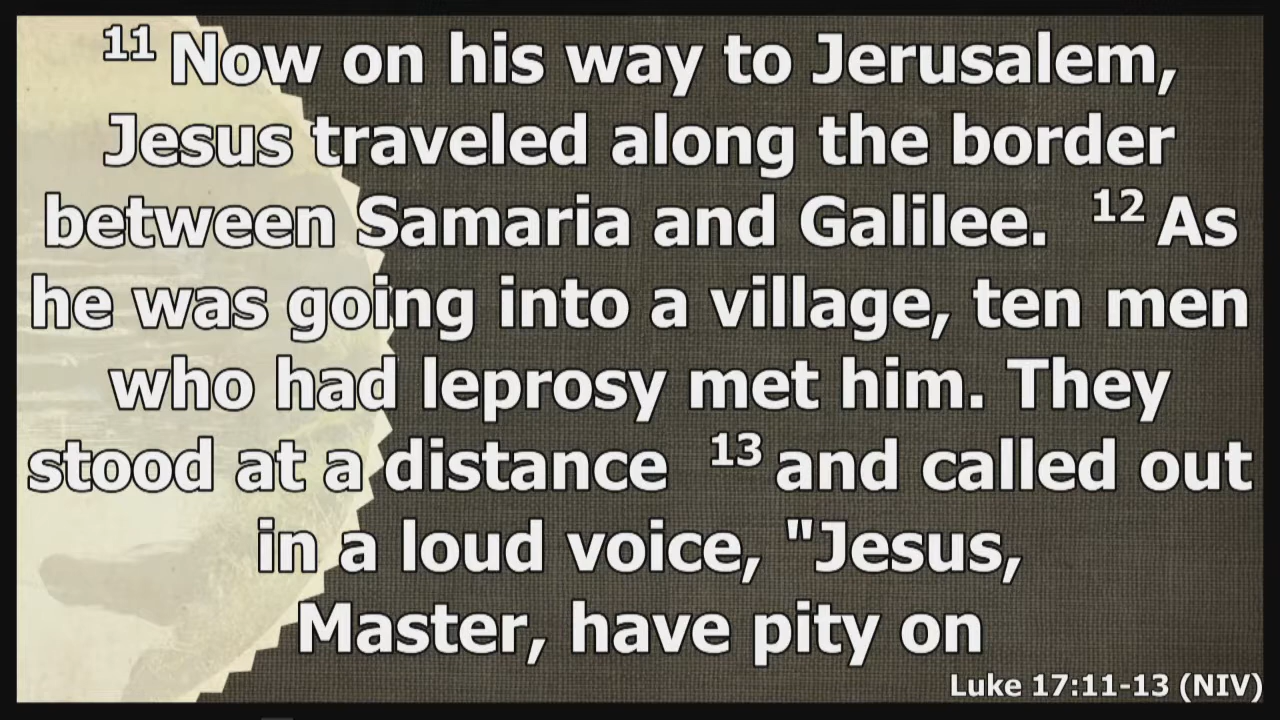 11 Now on his way to Jerusalem,
Jesus traveled along the border
between Samaria and Galilee. 12 As
he was going into a village, ten men
who had leprosy met him. They
stood at a distance 13 and called out
in a loud voice, "Jesus,
Master, have pity on
Luke 17:11-13 (NIV)